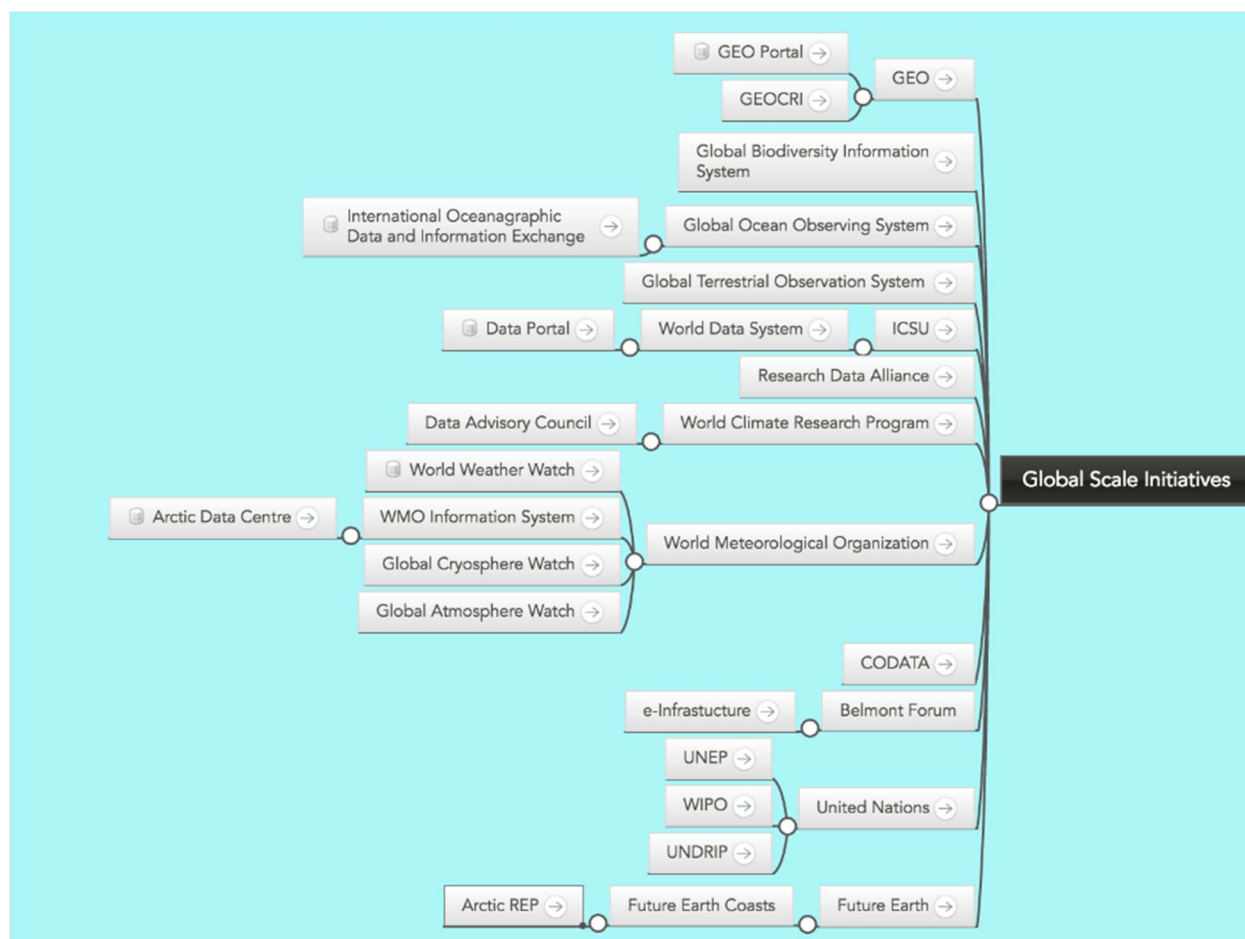 GEO Portal
GEO
GEOCRI
Global Biodiversity Information
System
International Oceanagraphic
Data and Information Exchange
Global Ocean Observing System
Global Terrestrial Observation System
Data Portal
World Data System
ICSU
Research Data Alliance
Data Advisory Council
World Climate Research Program
World Weather Watch
Global Scale Initiatives
Arctic Data Centre
WMO Information System
World Meteorological Organization
Global Cryosphere Watch
Global Atmosphere Watch
CODATA
e-Infrastucture
Belmont Forum
UNEP
WIPO
United Nations
UNDRIP
Arctic REP
Future Earth Coasts
Future Earth